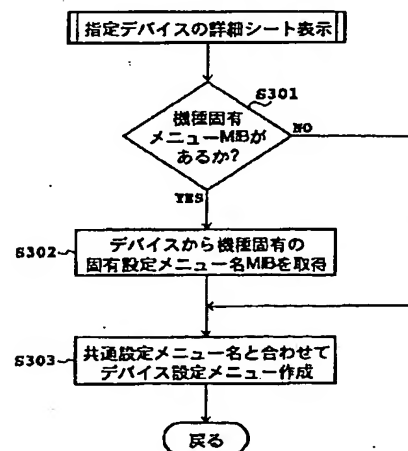 指定デバイスの詳細シート表示
S301
機種固有
メニューMIBが
あるか?
NO
YES
S302
デバイスから機種固有の
固有設定メニュー名MIBを取得
S303
共通設定メニュー名と合わせて
デバイス設定メニュー作成
戻る